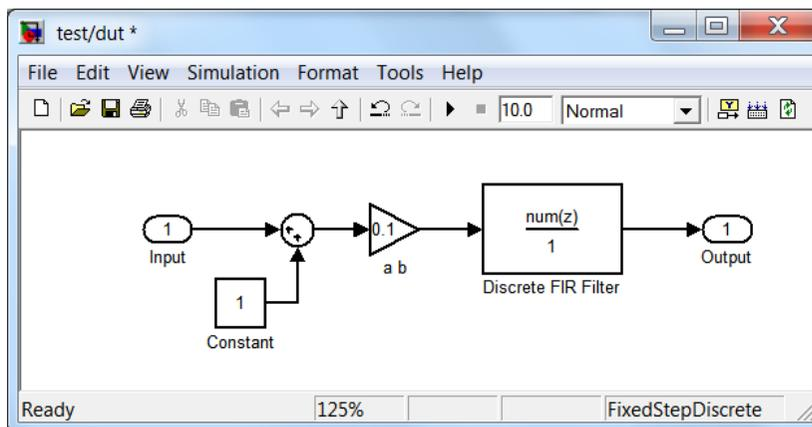 test/dut *
File Edit View Simulation Format Tools Help
10.0 Normal
1
Input
1
Constant
0.1
a b
num(z)
1
Discrete FIR Filter
1
Output
Ready 125% FixedStepDiscrete